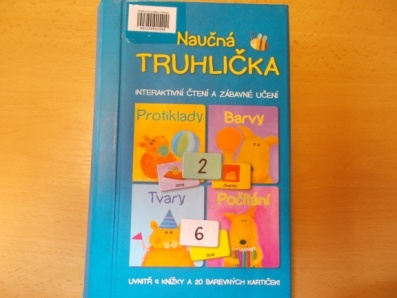 Naučná
TRUHLIČKA
INTERAKTIVNÍ ČTENÍ A ZÁBAVNÉ UČENÍ
Protiklady
Barvy
2
Tvary
Počítání
6
UVNITŘ 4 KNÍŽKY A 20 BAREVNÝCH KARTIČEK!